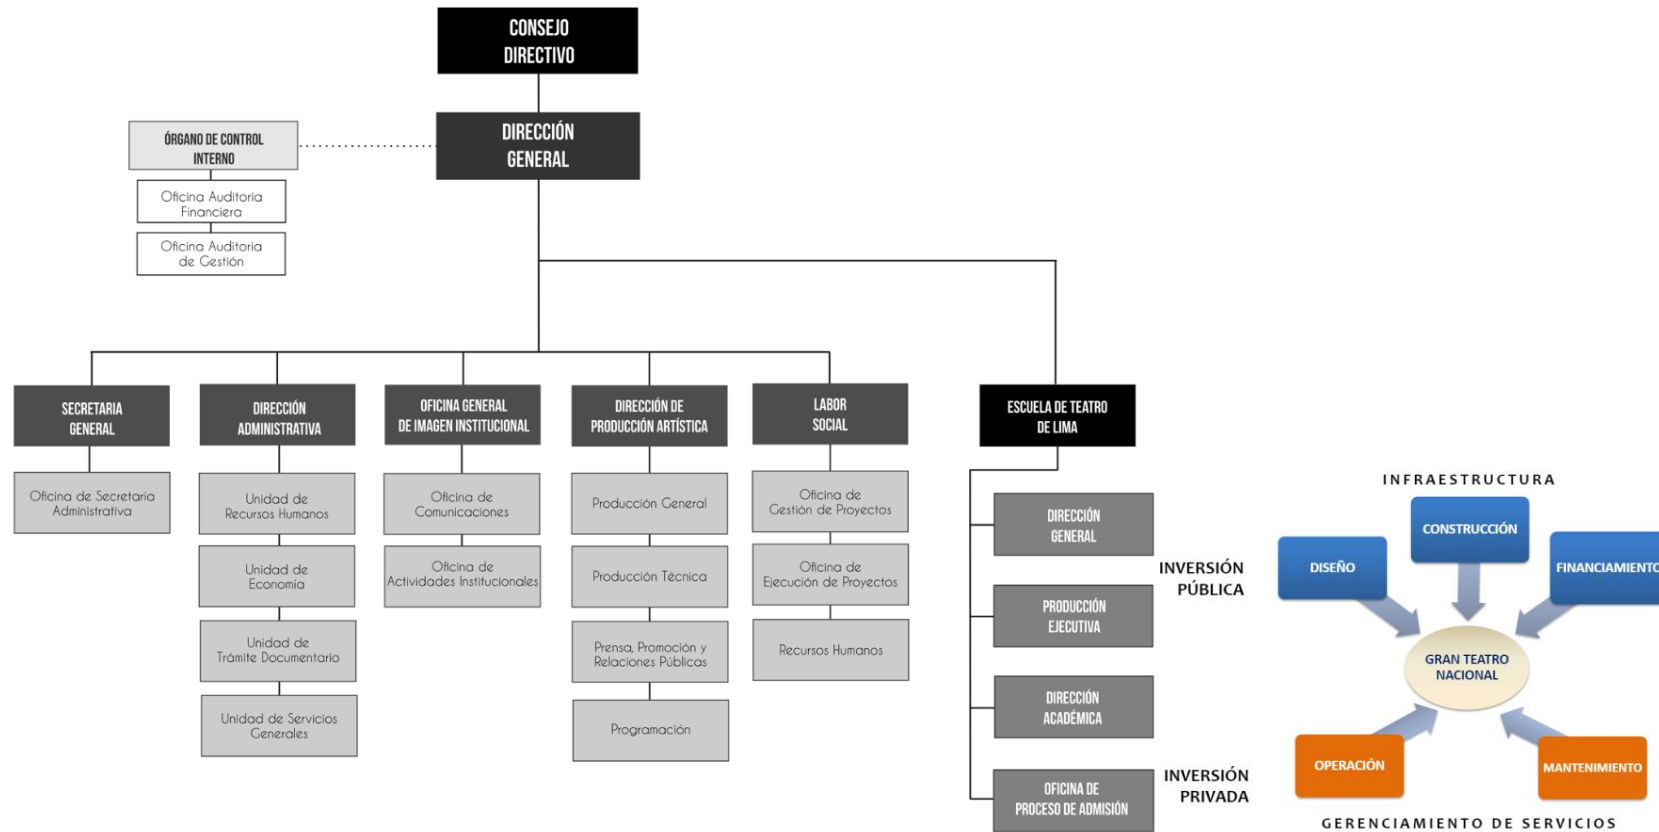 CONSEJO
DIRECTIVO
DIRECCIÓN
GENERAL
ÓRGANO DE CONTROL
INTERNO
Oficina Auditoria
Financiera
Oficina Auditoria
de Gestión
SECRETARIA
GENERAL
Oficina de Secretaria
Administrativa
DIRECCIÓN
ADMINISTRATIVA
Unidad de
Recursos Humanos
Unidad de
Economía
Unidad de
Trámite Documentario
Unidad de Servicios
Generales
OFICINA GENERAL
DE IMAGEN INSTITUCIONAL
Oficina de
Comunicaciones
Oficina de
Actividades Institucionales
DIRECCIÓN DE
PRODUCCIÓN ARTÍSTICA
Producción General
Producción Técnica
Prensa, Promoción y
Relaciones Públicas
Programación
LABOR
SOCIAL
Oficina de
Gestión de Proyectos
Oficina de
Ejecución de Proyectos
Recursos Humanos
ESCUELA DE TEATRO
DE LIMA
DIRECCIÓN
GENERAL
PRODUCCIÓN
EJECUTIVA
DIRECCIÓN
ACADÉMICA
OFICINA DE
PROCESO DE ADMISIÓN
INVERSIÓN
PÚBLICA
INVERSIÓN
PRIVADA
INFRAESTRUCTURA
DISEÑO
CONSTRUCCIÓN
FINANCIAMIENTO
GRAN TEATRO
NACIONAL
OPERACIÓN
MANTENIMIENTO
GERENCIAMIENTO DE SERVICIOS